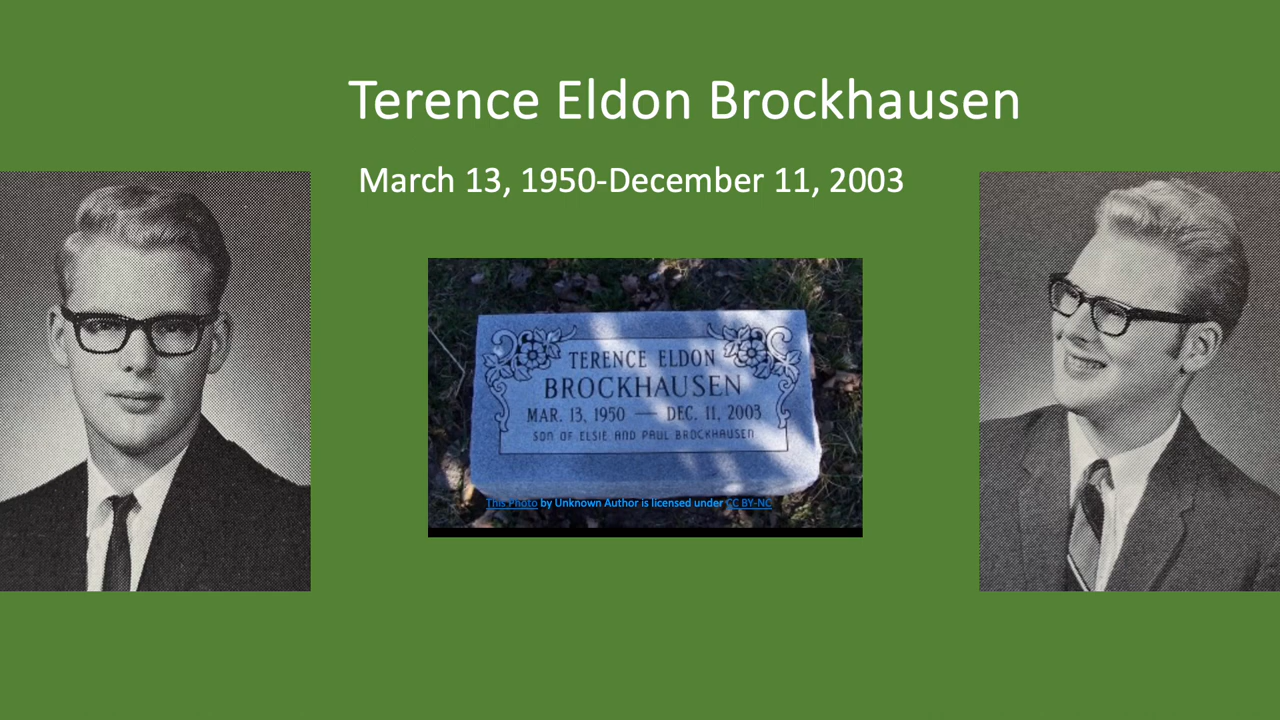 Terence Eldon Brockhausen
March 13, 1950-December 11, 2003
TERENCE ELDON
BROCKHAUSEN
MAR. 13, 1950 — DEC. 11, 2003
SON OF ELSIE AND PAUL BROCKHAUSEN
This Photo by Unknown Author is licensed under CC BY-NC